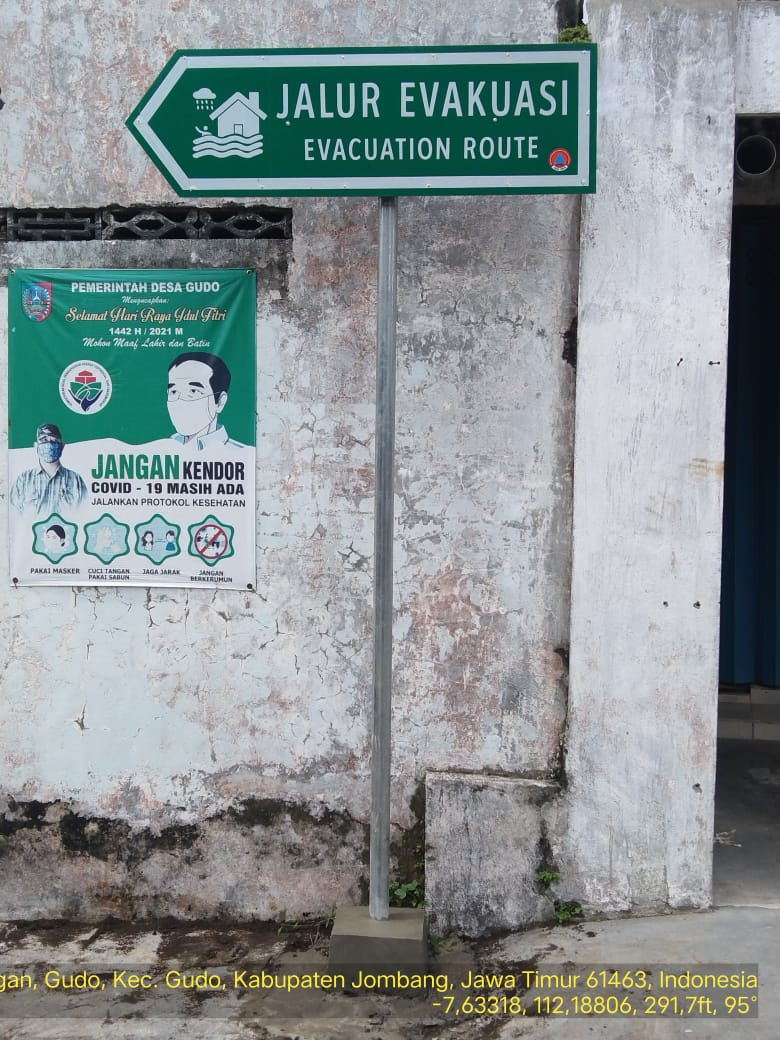 JALUR EVAKUASI
EVACUATION ROUTE
PEMERINTAH DESA GUDO
Mengucapkan:
Selamat Hari Raya Idul Fitri
1442 H / 2021 M
Mohon Maaf Lahir dan Batin
JANGAN KENDOR
COVID - 19 MASIH ADA
JALANKAN PROTOKOL KESEHATAN
PAKAI MASKER
CUCI TANGAN
PAKAI SABUN
JAGA JARAK
JANGAN
BERKERUMUN
gan, Gudo, Kec. Gudo, Kabupaten Jombang, Jawa Timur 61463, Indonesia
-7,63318, 112,18806, 291,7ft, 95°